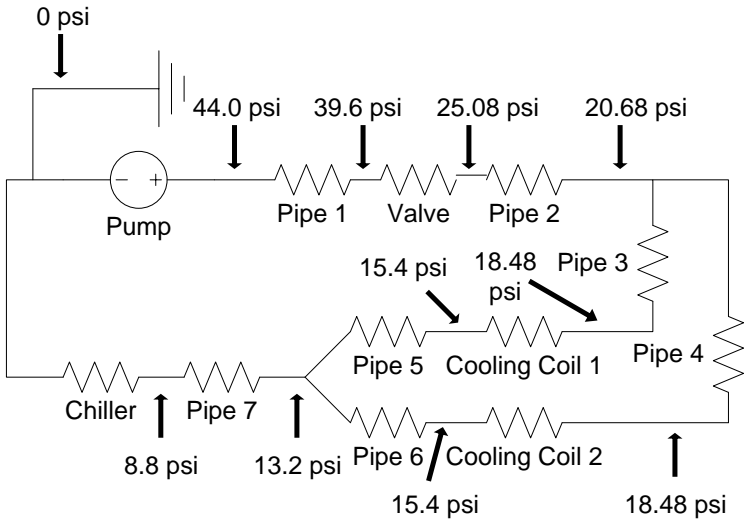 0 psi
44.0 psi
39.6 psi
25.08 psi
20.68 psi
Pump
Pipe 1
Valve
Pipe 2
Pipe 3
15.4 psi
18.48
psi
Pipe 5
Cooling Coil 1
Pipe 4
Chiller
Pipe 7
Pipe 6
Cooling Coil 2
8.8 psi
13.2 psi
15.4 psi
18.48 psi